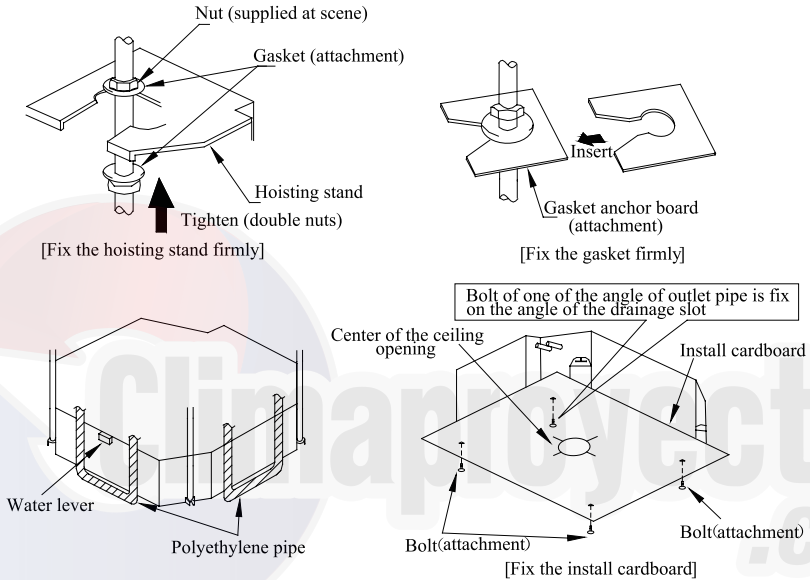 Nut (supplied at scene)
Gasket (attachment)
Hoisting stand
Tighten (double nuts)
[Fix the hoisting stand firmly]
Insert
Gasket anchor board
(attachment)
[Fix the gasket firmly]
Water lever
Polyethylene pipe
Bolt of one of the angle of outlet pipe is fix
on the angle of the drainage slot
Center of the ceiling
opening
Install cardboard
Bolt(attachment)
Bolt(attachment)
[Fix the install cardboard]
Climaproyect
.c